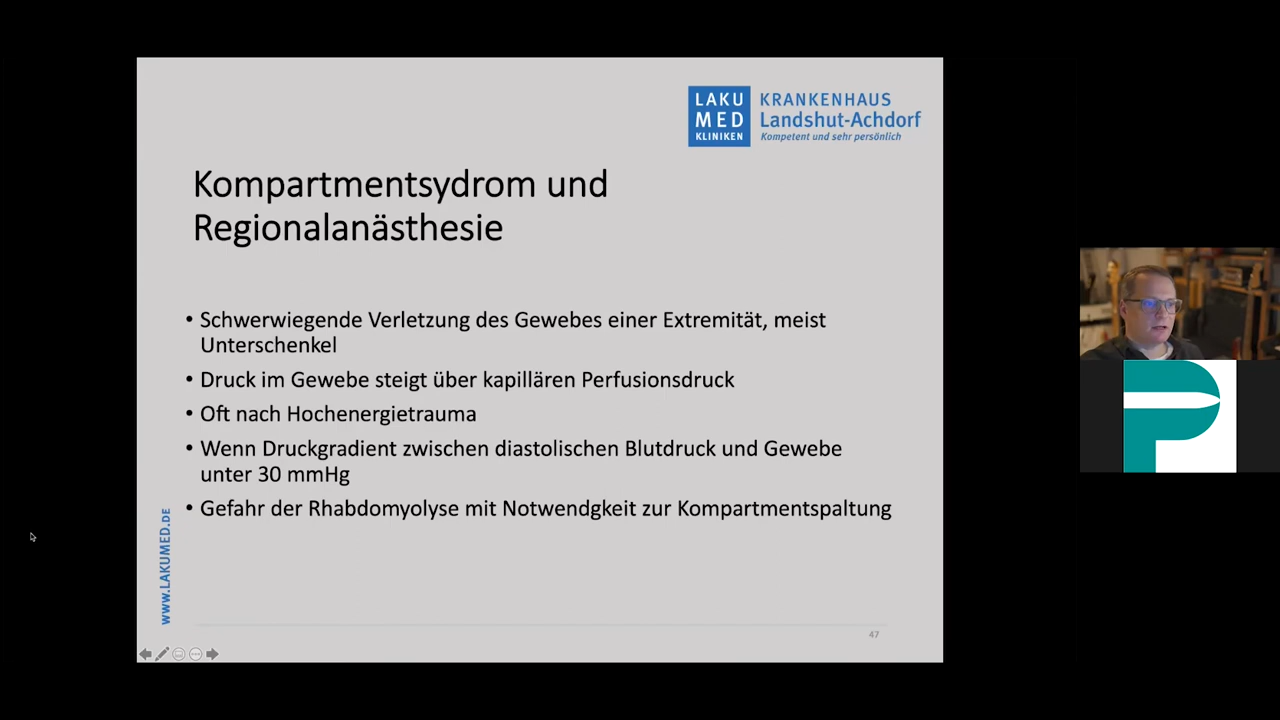 LAKU
MED
KLINIKEN
KRANKENHAUS
Landshut-Achdorf
Kompetent und sehr persönlich
Kompartmentsydrom und
Regionalanästhesie
• Schwerwiegende Verletzung des Gewebes einer Extremität, meist
Unterschenkel
• Druck im Gewebe steigt über kapillären Perfusionsdruck
• Oft nach Hochenergietrauma
• Wenn Druckgradient zwischen diastolischen Blutdruck und Gewebe
unter 30 mmHg
• Gefahr der Rhabdomyolyse mit Notwendgkeit zur Kompartmentspaltung
WWW.LAKUMED.DE
47
P